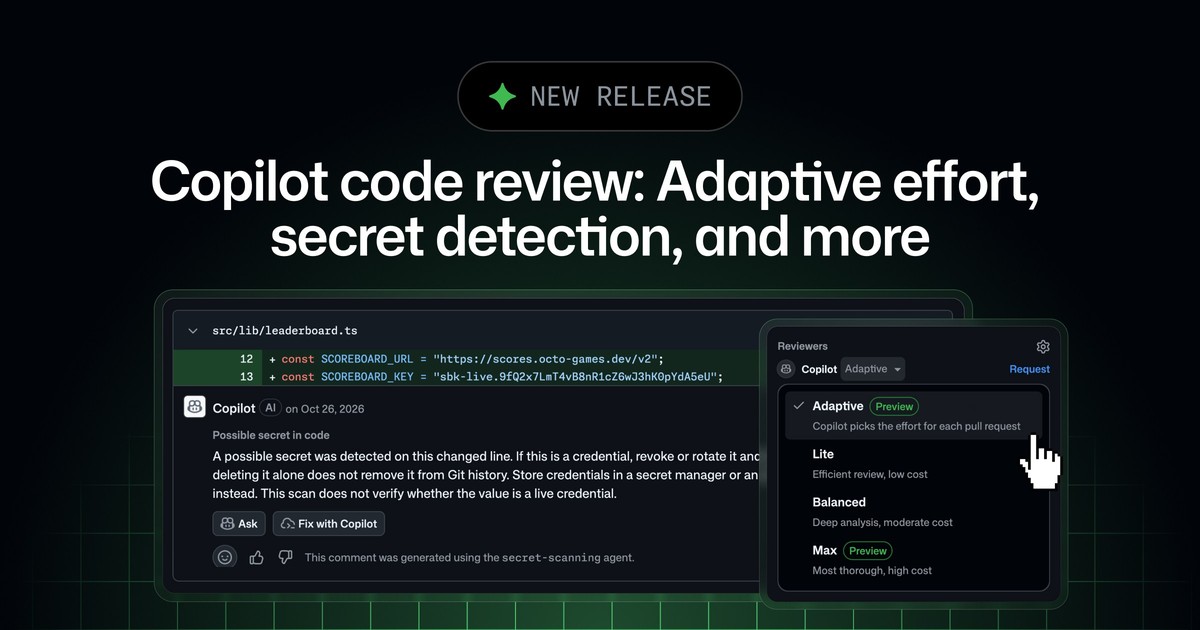 NEW RELEASE
Copilot code review: Adaptive effort,
secret detection, and more
src/lib/leaderboard.ts
12 + const SCOREBOARD_URL = "https://scores.octo-games.dev/v2";
13 + const SCOREBOARD_KEY = "sbk-live.9fQ2x7LmT4vB8nR1cZ6wJ3hK0pYdA5eU";
Copilot AI on Oct 26, 2026
Possible secret in code
A possible secret was detected on this changed line. If this is a credential, revoke or rotate it and
deleting it alone does not remove it from Git history. Store credentials in a secret manager or an
instead. This scan does not verify whether the value is a live credential.
Ask
Fix with Copilot
This comment was generated using the secret-scanning agent.
Reviewers
Copilot Adaptive Request
Adaptive Preview
Copilot picks the effort for each pull request
Lite
Efficient review, low cost
Balanced
Deep analysis, moderate cost
Max Preview
Most thorough, high cost